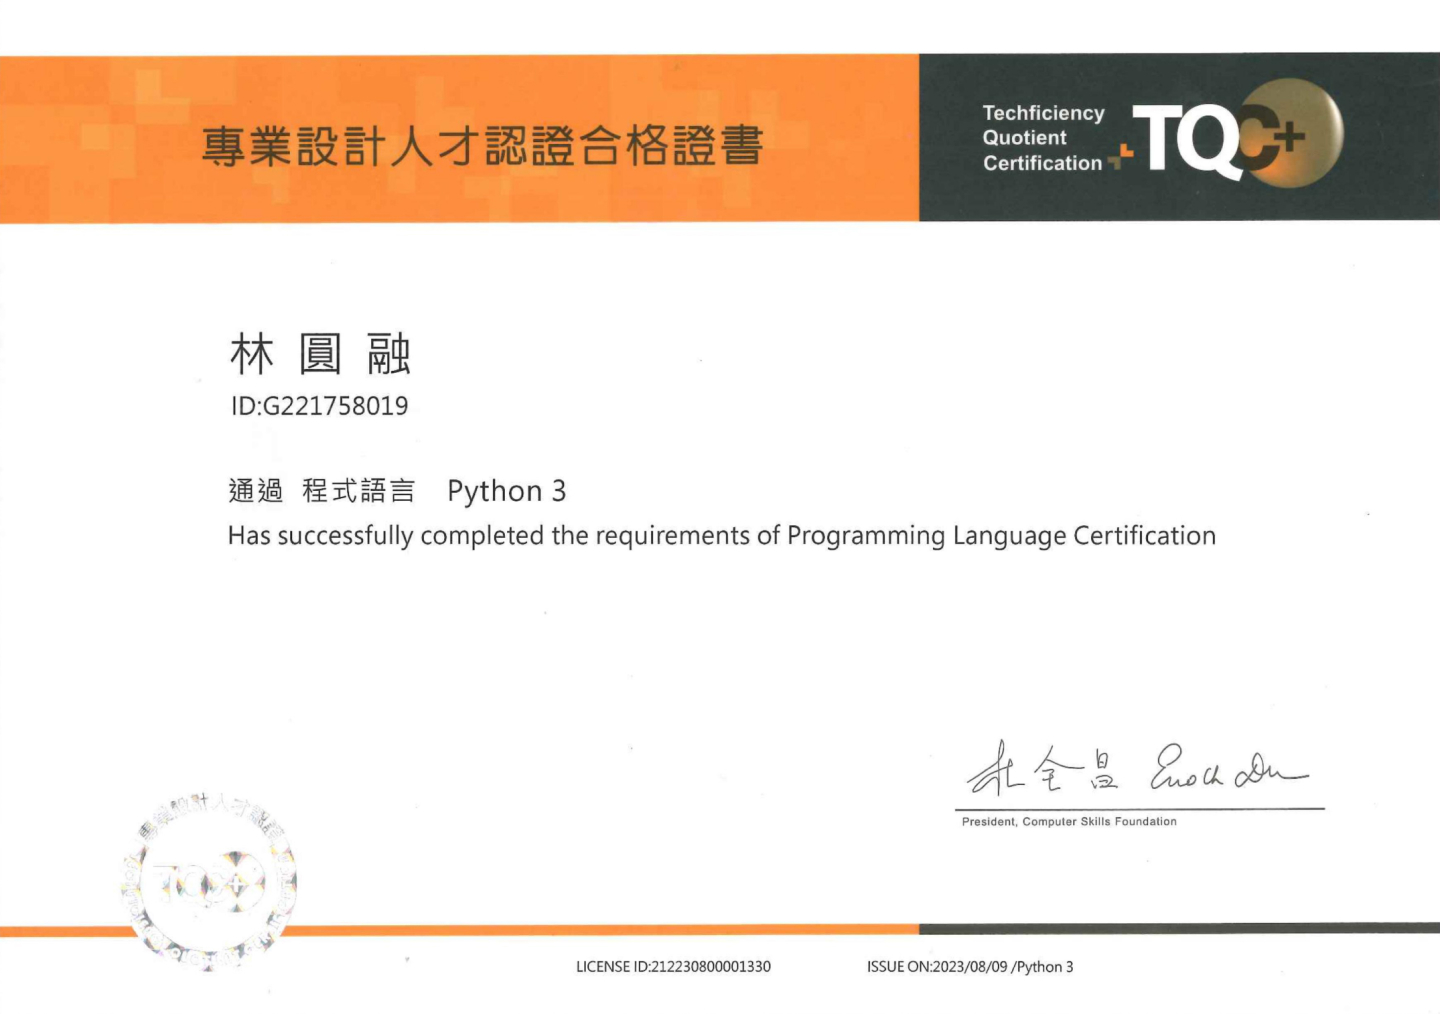 專業設計人才認證合格證書
Techficiency
Quotient
Certification
TQC+
林圓融
ID:G221758019
通過 程式語言 Python 3
Has successfully completed the requirements of Programming Language Certification
杜全昌 Enoch Du
President, Computer Skills Foundation
專業設計人才認證
TQC+
LICENSE ID:212230800001330
ISSUE ON:2023/08/09 /Python 3